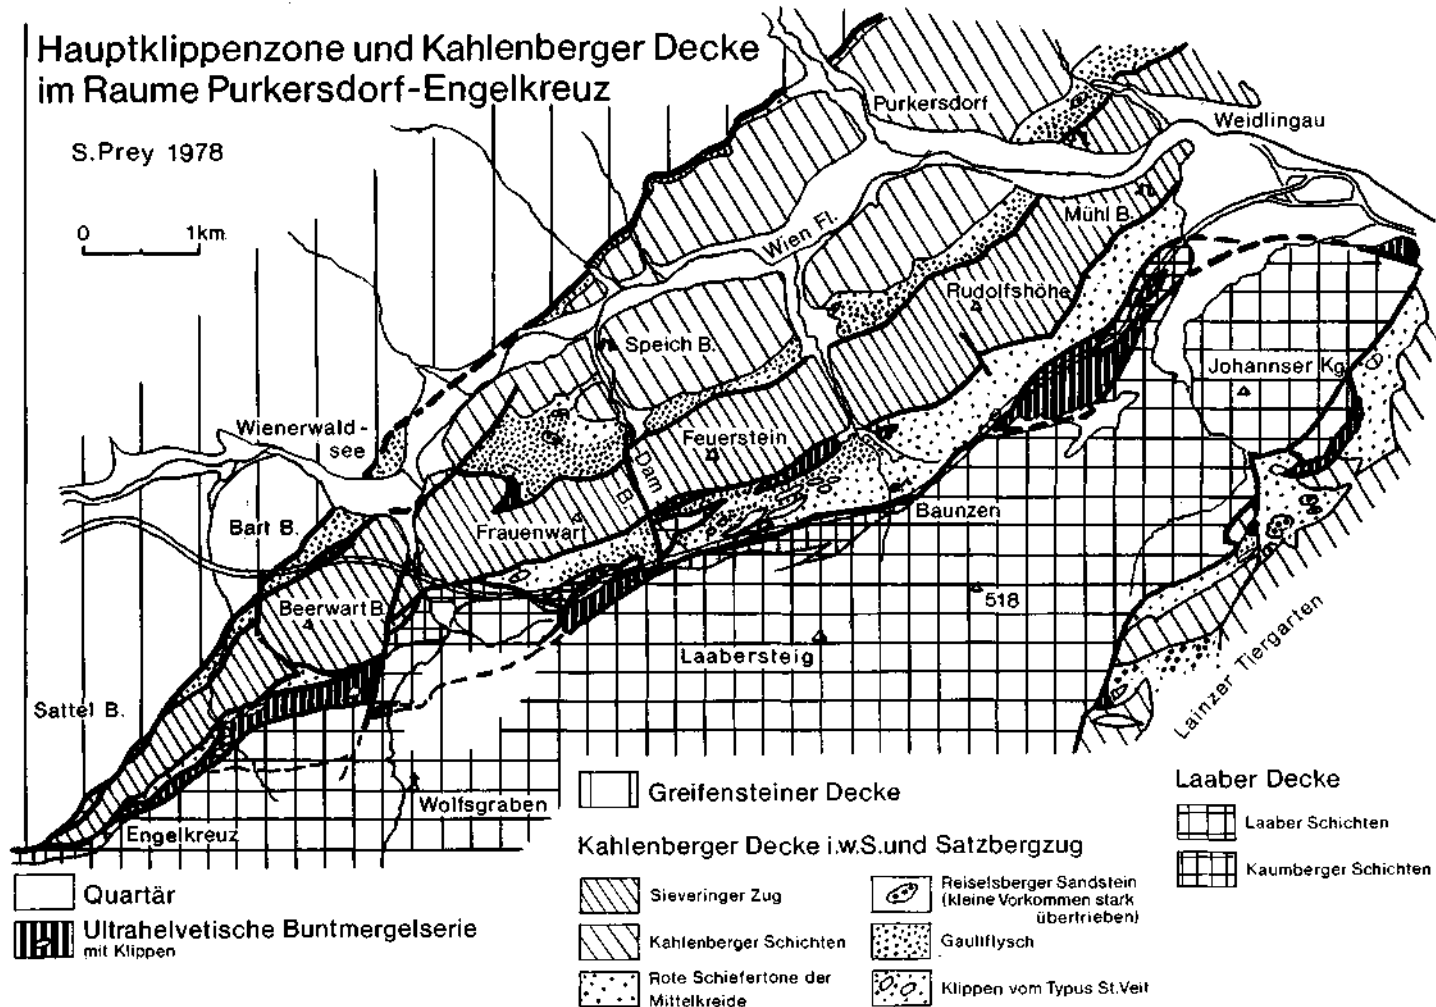 Hauptklippenzone und Kahlenberger Decke
im Raume Purkersdorf-Engelkreuz
S. Prey 1978
0 1km
Purkersdorf
Weidlingau
Mühl B.
Wien Fl.
Rudolfshöhe
Speich B.
Johannser Kg.
Wienerwald-
see
Feuerstein
Dam
B.
Bart B.
Frauenwart
Baunzen
Beerwart B.
518
Laabersteig
Lainzer Tiergarten
Sattel B.
Wolfsgraben
Engelkreuz
Quartär
Ultrahelvetische Buntmergelserie
mit Klippen
Greifensteiner Decke
Kahlenberger Decke i.w.S. und Satzbergzug
Sieveringer Zug
Kahlenberger Schichten
Rote Schiefertone der
Mittelkreide
Reiselsberger Sandstein
(kleine Vorkommen stark
übertrieben)
Gaultflysch
Klippen vom Typus St. Veit
Laaber Decke
Laaber Schichten
Kaumberger Schichten